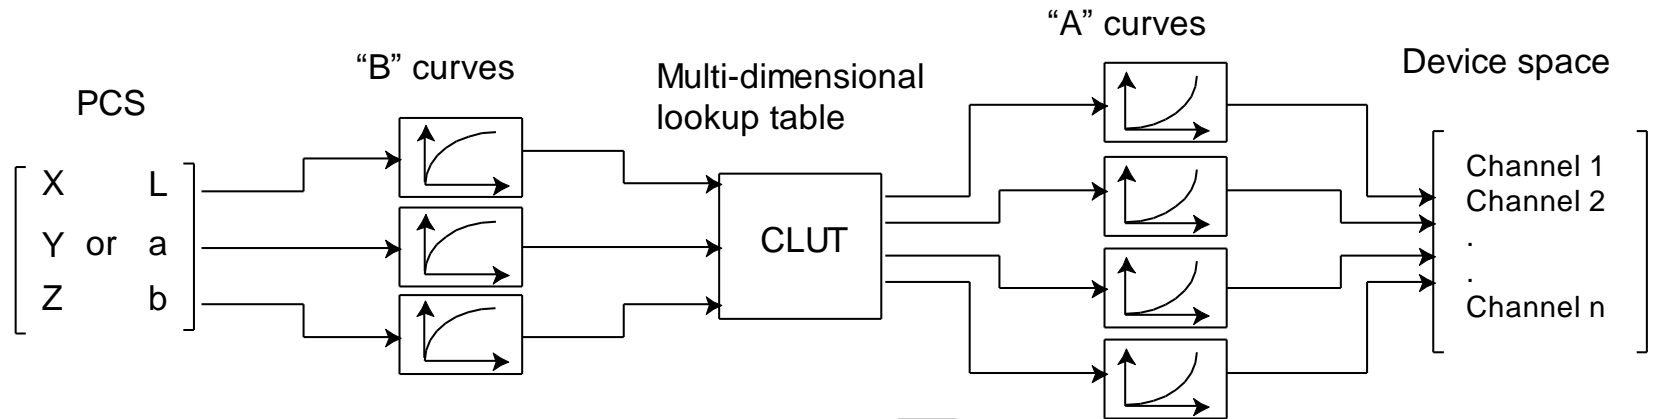 PCS
X L
Y or a
Z b
“B” curves
Multi-dimensional
lookup table
CLUT
“A” curves
Device space
Channel 1
Channel 2
.
.
Channel n